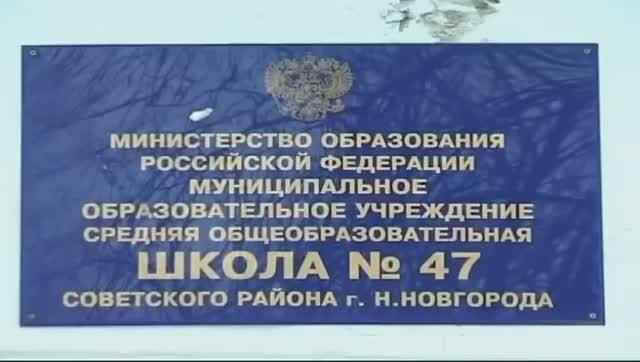 МИНИСТЕРСТВО ОБРАЗОВАНИЯ
РОССИЙСКОЙ ФЕДЕРАЦИИ
МУНИЦИПАЛЬНОЕ
ОБРАЗОВАТЕЛЬНОЕ УЧРЕЖДЕНИЕ
СРЕДНЯЯ ОБЩЕОБРАЗОВАТЕЛЬНАЯ
ШКОЛА № 47
СОВЕТСКОГО РАЙОНА г. Н.НОВГОРОДА